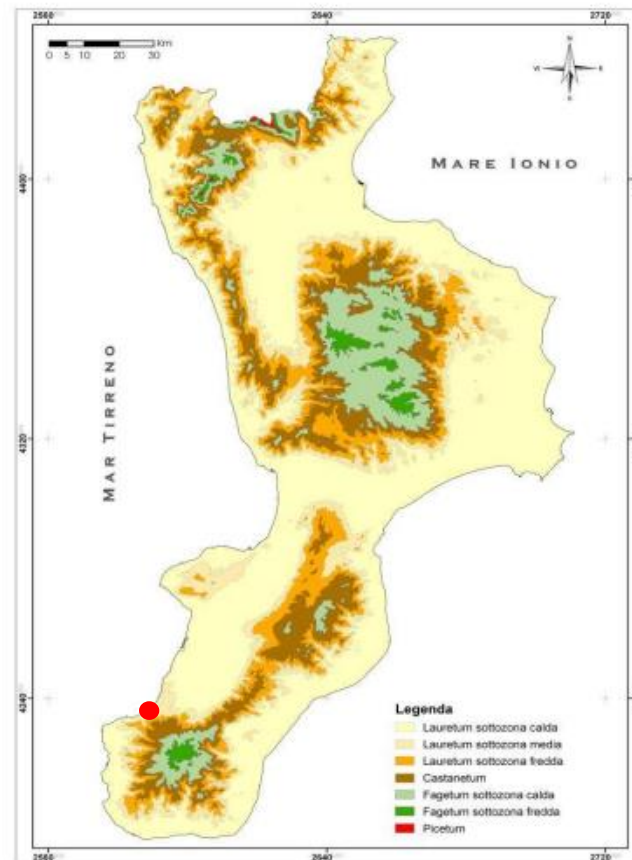 2560
2640
2720
0 5 10 20 30 Km
N
W E
S
MARE IONIO
4400
MAR TIRRENO
4320
4240
Legenda
Lauretum sottozona calda
Lauretum sottozona media
Lauretum sottozona fredda
Castanetum
Fagetum sottozona calda
Fagetum sottozona fredda
Picetum
2560
2640
2720